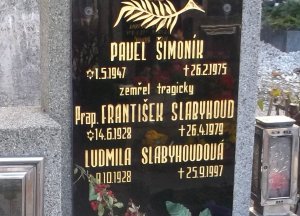 PAVEL ŠIMONÍK
☆1.5.1947 +26.2.1975
zemřel tragicky
Prap. FRANTIŠEK SLABYHOUD
☆14.6.1928 +26.4.1979
LUDMILA SLABYHOUDOVÁ
10.1928 +25.9.1997